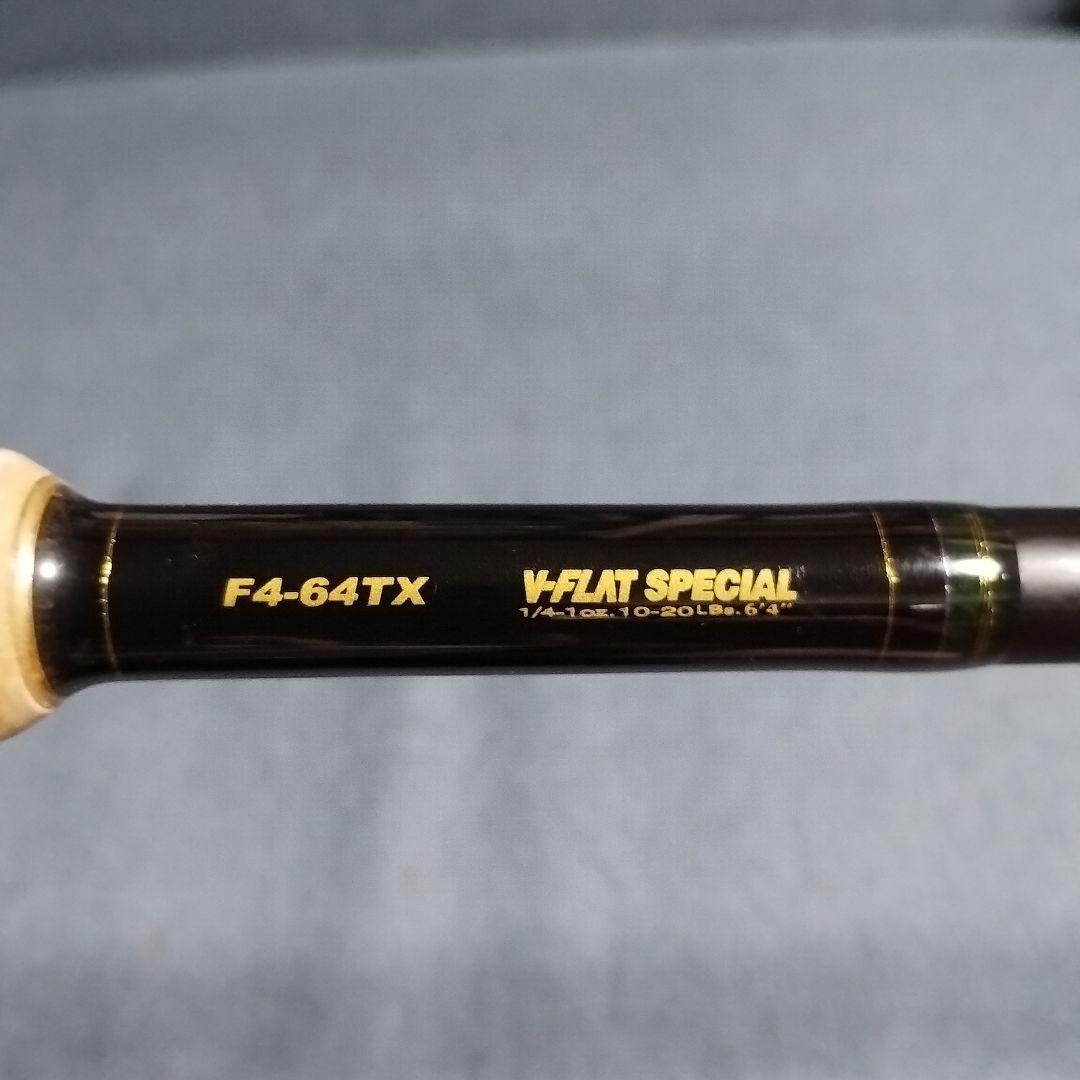 F4-64TX
V-FLAT SPECIAL
1/4-1oz. 10-20LBs. 6'4"